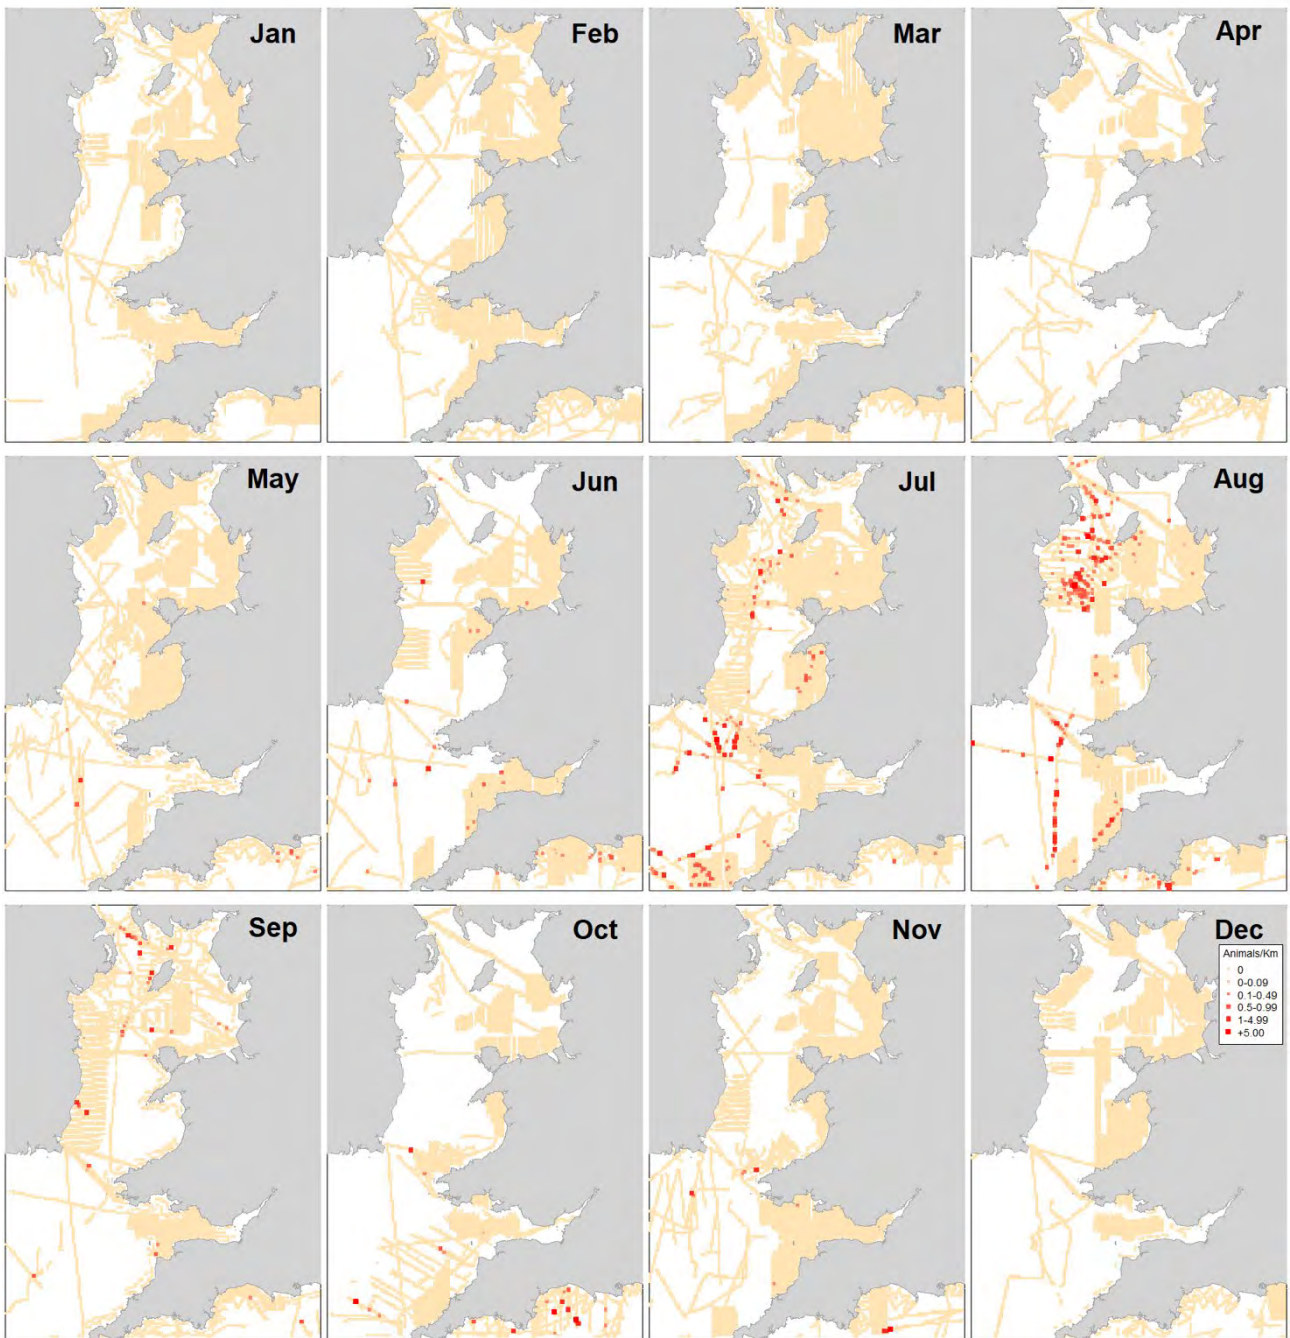 Jan
Feb
Mar
Apr
May
Jun
Jul
Aug
Sep
Oct
Nov
Dec
Animals/Km
0
0-0.09
0.1-0.49
0.5-0.99
1-4.99
+5.00